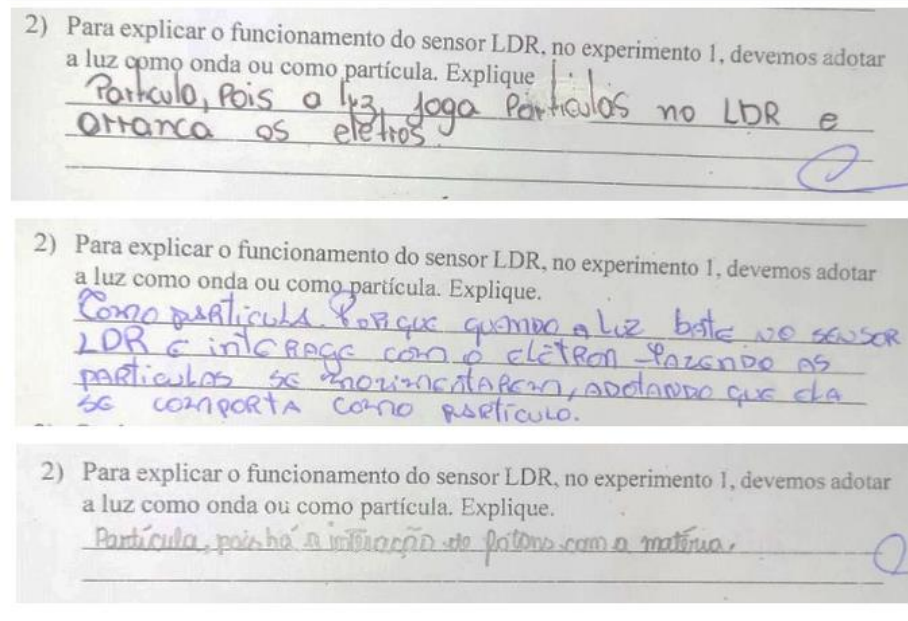 2) Para explicar o funcionamento do sensor LDR, no experimento 1, devemos adotar
a luz como onda ou como partícula. Explique
Particulo, pois a luz, joga Particulos no LDR e
arranca os eletros.
2) Para explicar o funcionamento do sensor LDR, no experimento 1, devemos adotar
a luz como onda ou como partícula. Explique.
Como particula. Porque quando a luz bate no sensor
LDR e interage com o eletron fazendo as
particulas se movimentarem, adotando que ela
se comporta como particulo.
2) Para explicar o funcionamento do sensor LDR, no experimento 1, devemos adotar
a luz como onda ou como partícula. Explique.
Partícula, pois há a interação do fotons com a matéria.